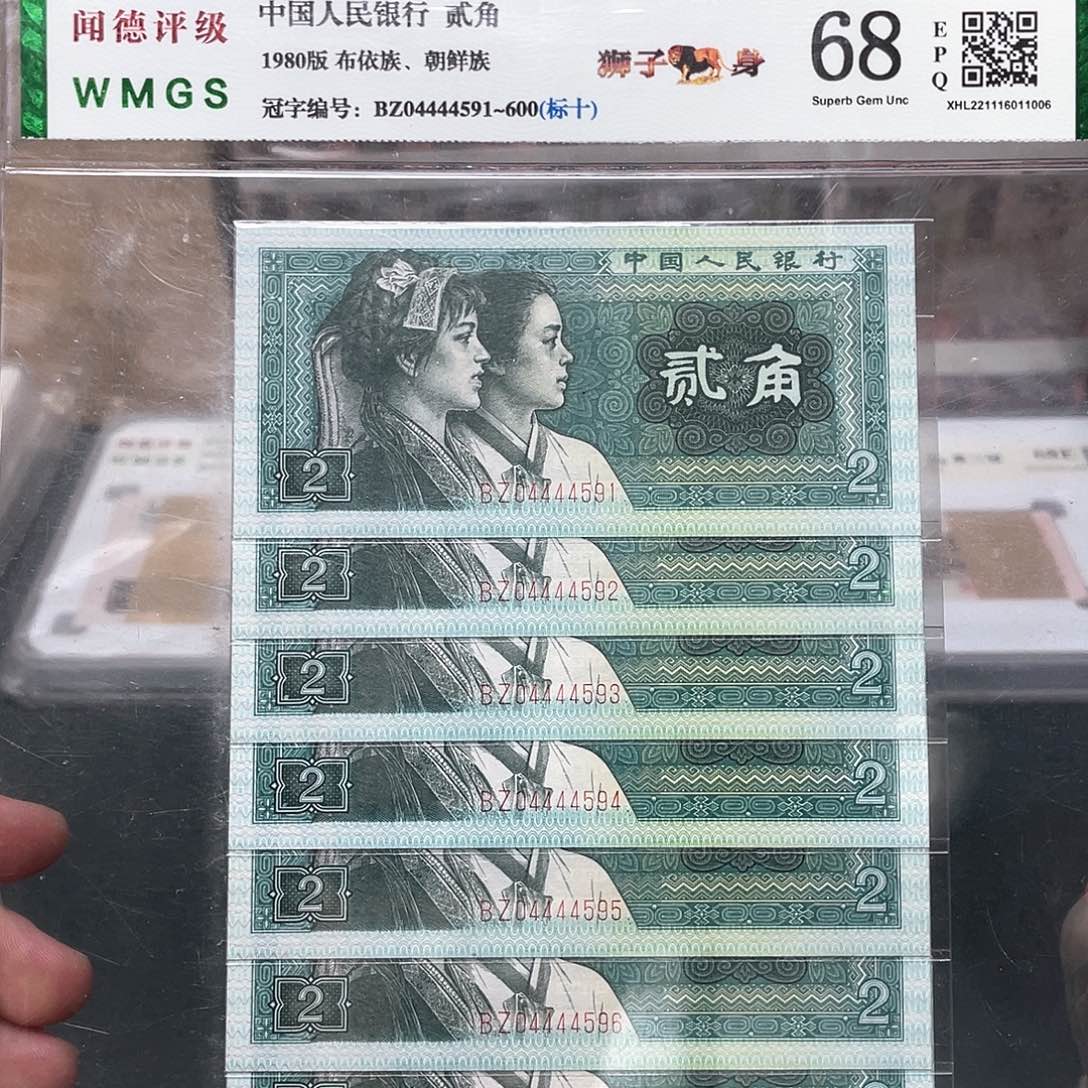 闻德评级
WMGS
中国人民银行 贰角
1980版 布依族、朝鲜族
冠字编号：BZ04444591~600(标十)
狮子身
68
EPQ
Superb Gem Unc
XHL221116011006
中国人民银行
贰角
2 BZ04444591 2
2 BZ04444592 2
2 BZ04444593 2
2 BZ04444594 2
2 BZ04444595 2
2 BZ04444596 2